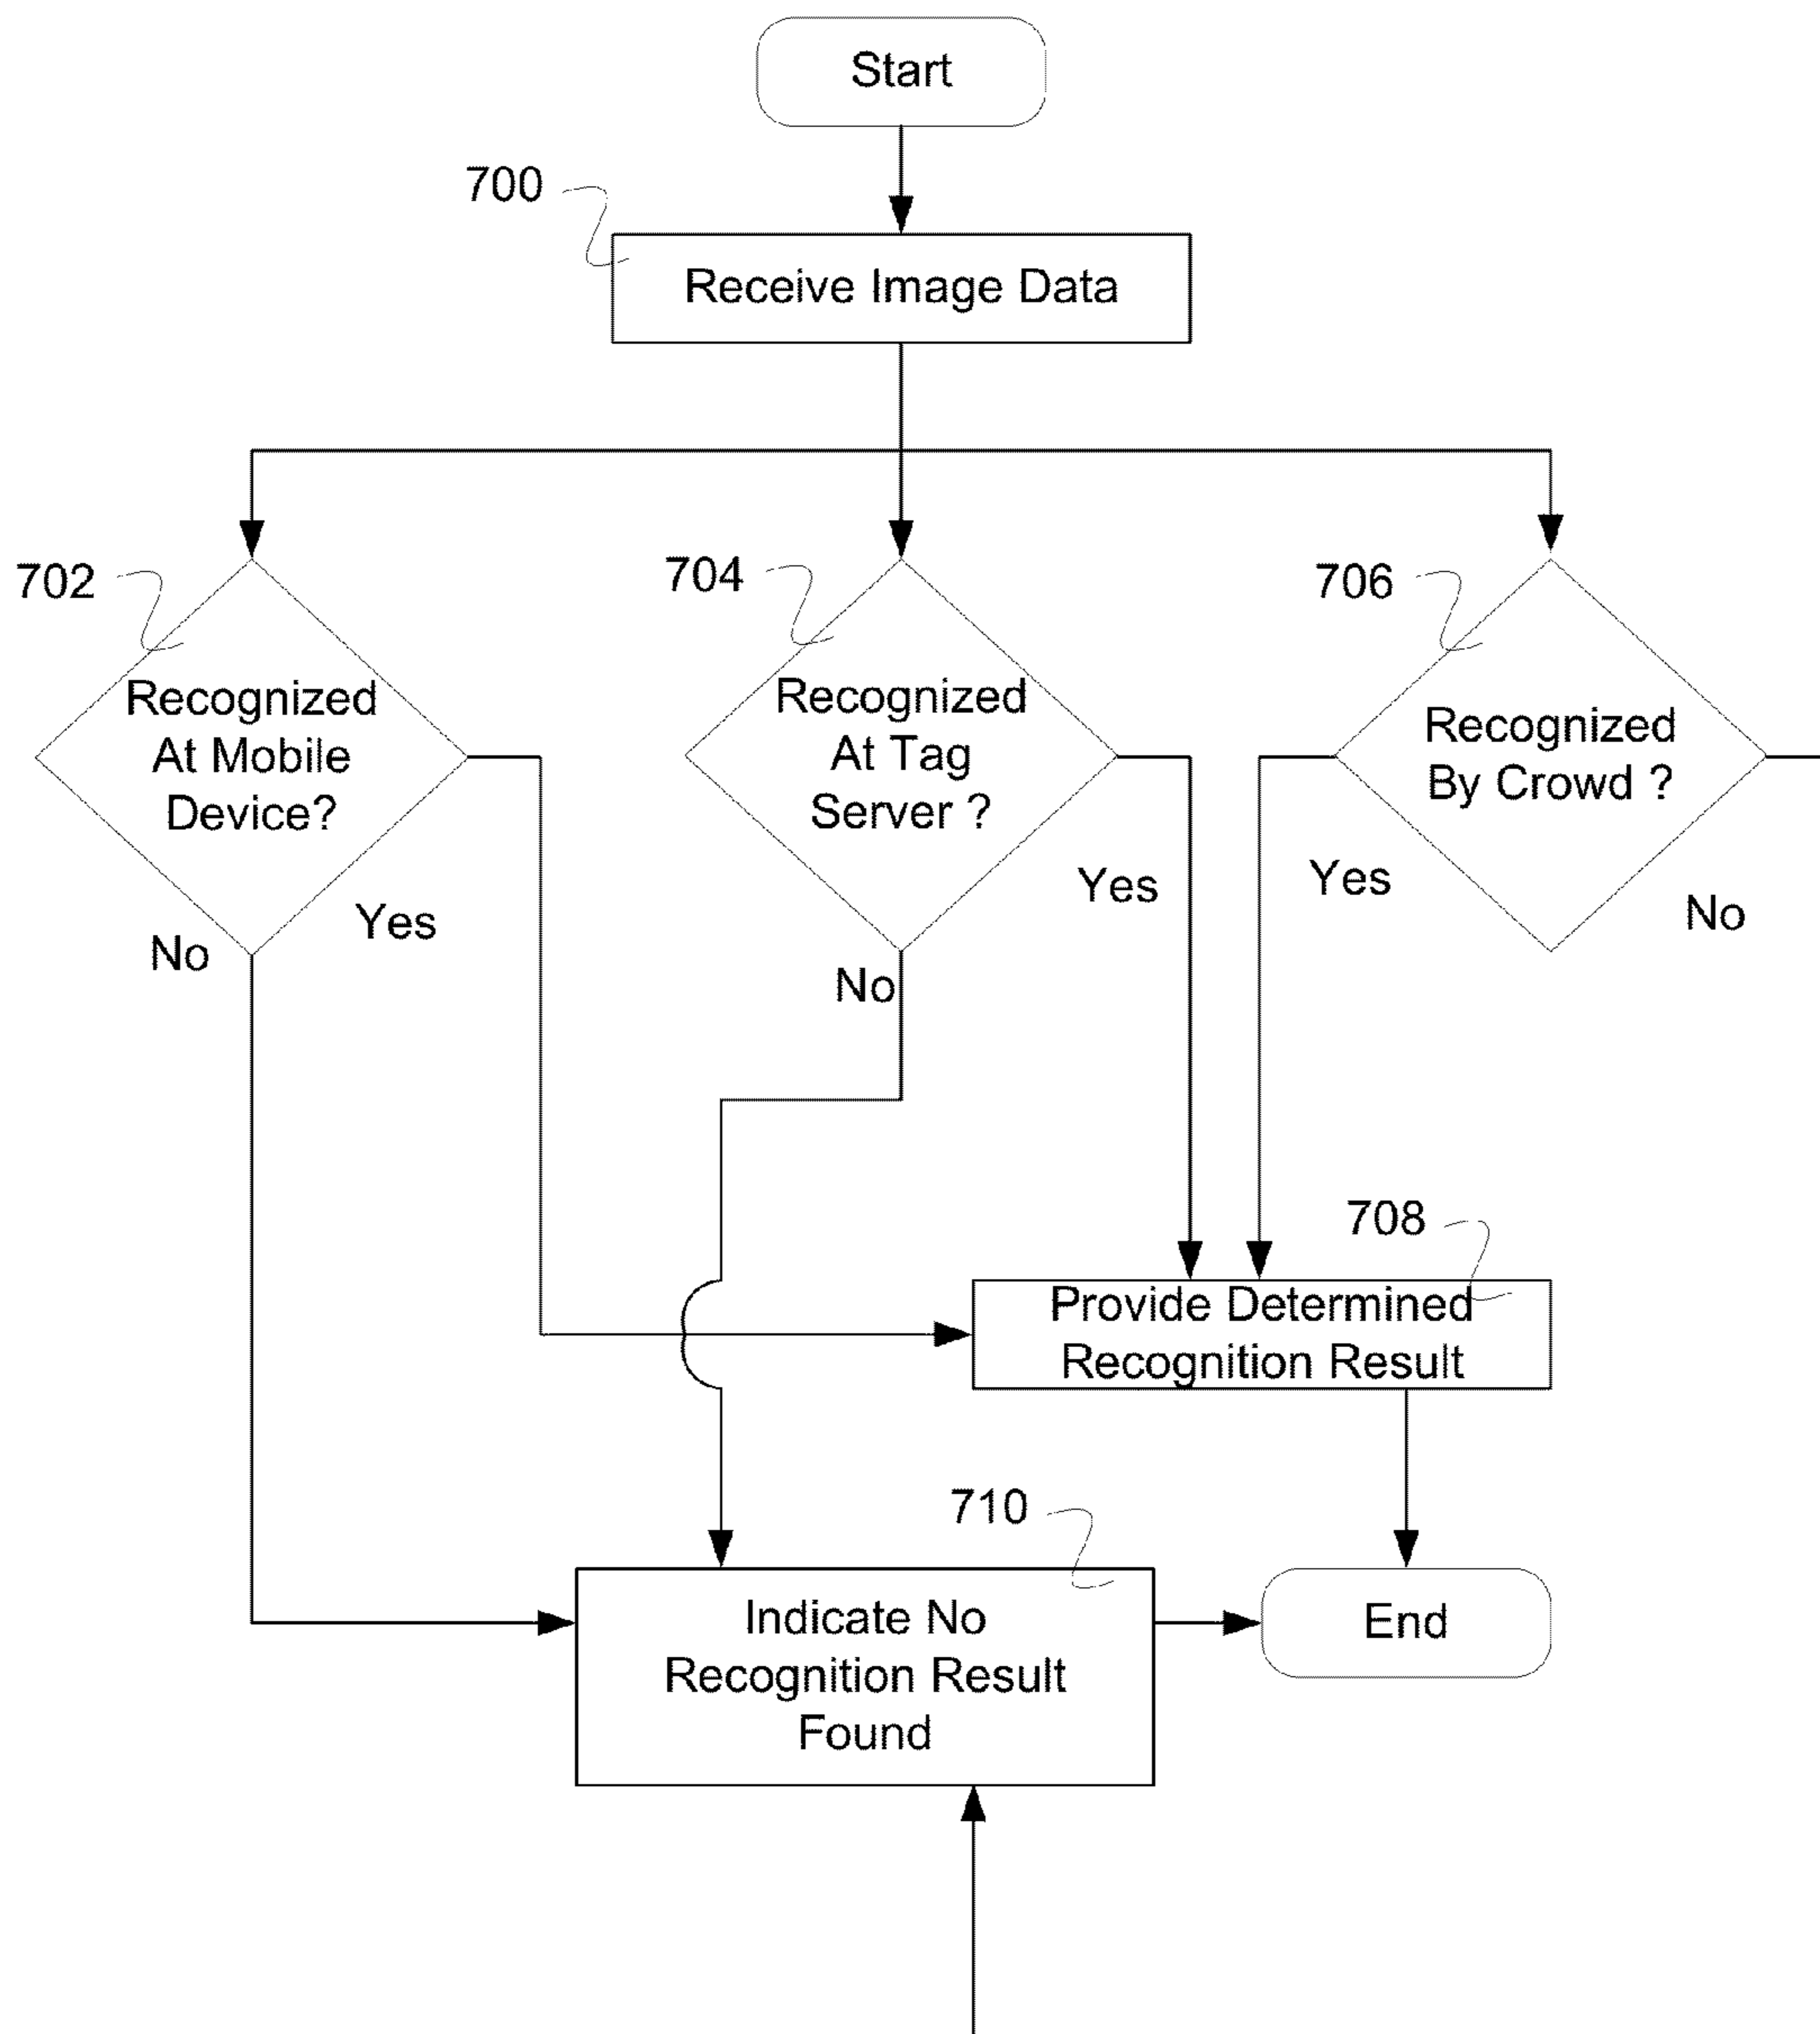 Start
700
Receive Image Data
702
704
706
Recognized
At Mobile
Device?
Recognized
At Tag
Server ?
Recognized
By Crowd ?
No
Yes
No
Yes
Yes
No
708
Provide Determined
Recognition Result
710
Indicate No
Recognition Result
Found
End